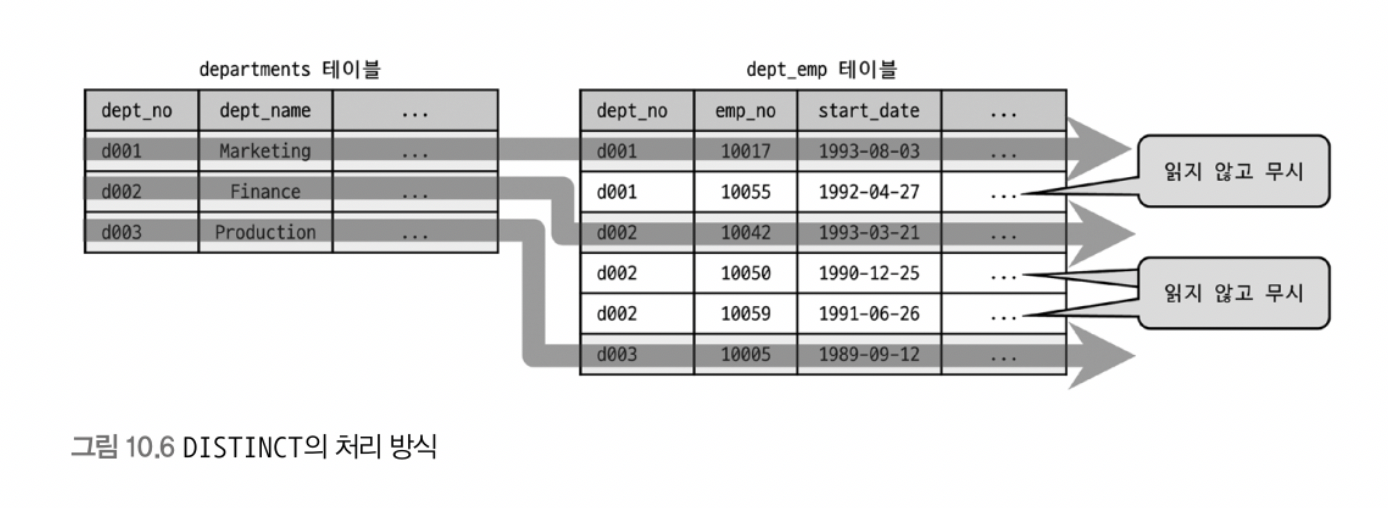 departments 테이블
dept_no dept_name ...
d001 Marketing ...
d002 Finance ...
d003 Production ...
dept_emp 테이블
dept_no emp_no start_date ...
d001 10017 1993-08-03 ...
d001 10055 1992-04-27 ...
d002 10042 1993-03-21 ...
d002 10050 1990-12-25 ...
d002 10059 1991-06-26 ...
d003 10005 1989-09-12 ...
읽지 않고 무시
읽지 않고 무시
그림 10.6 DISTINCT의 처리 방식